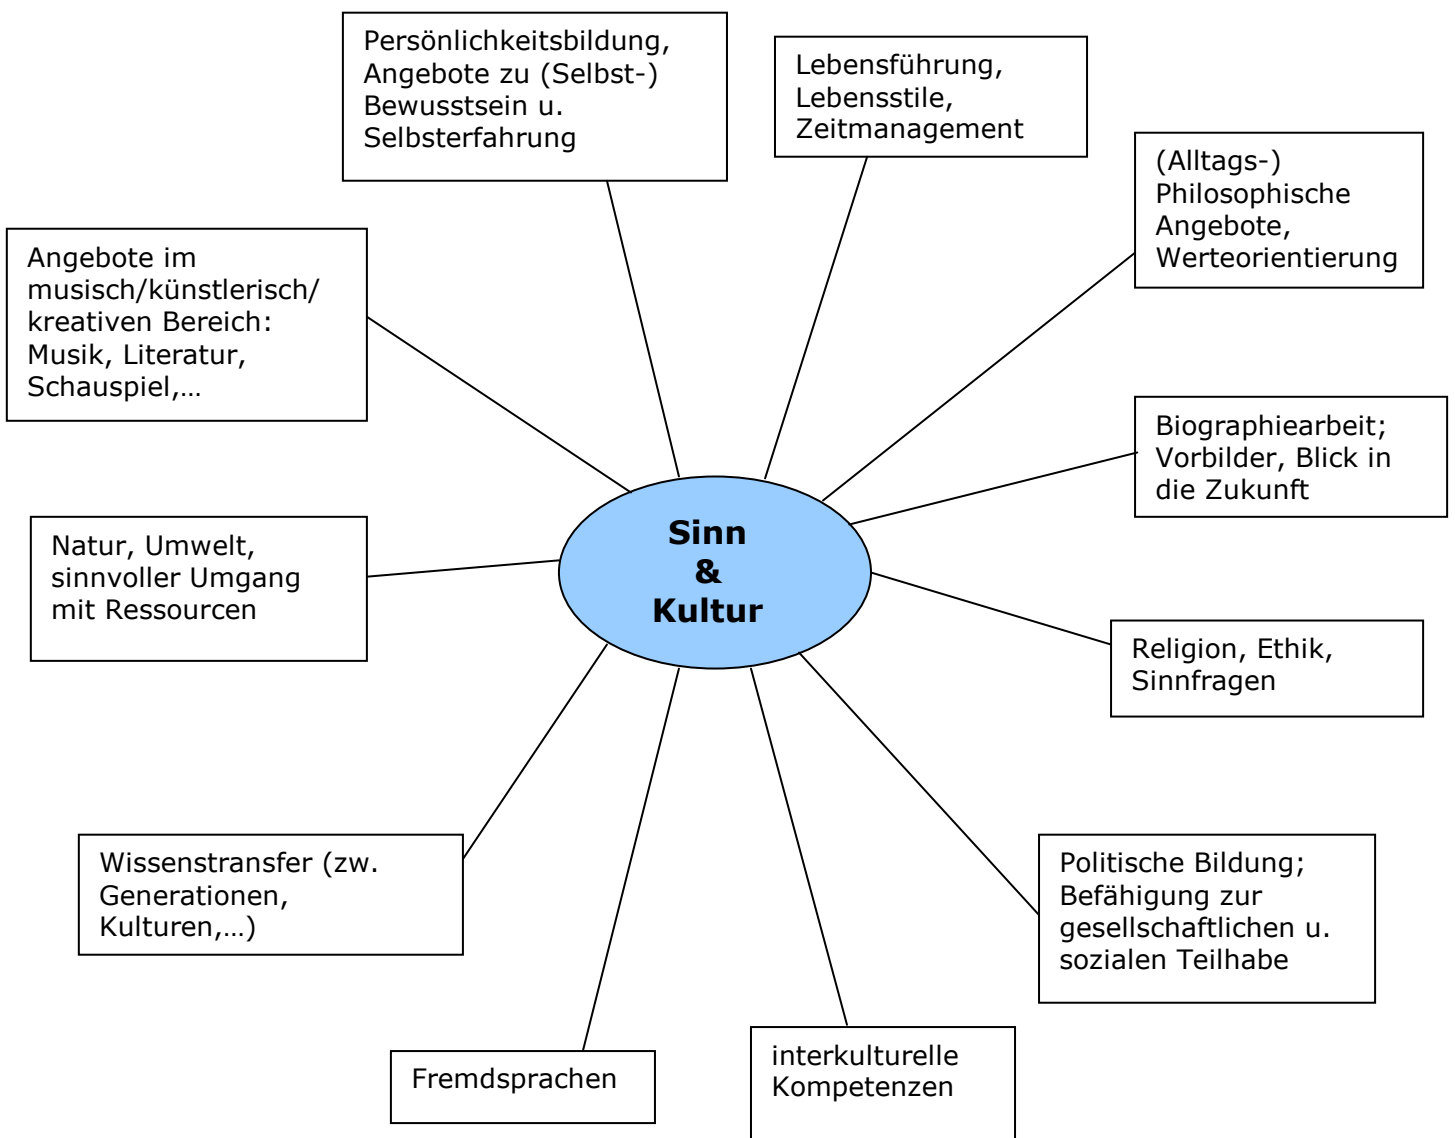 Persönlichkeitsbildung,
Angebote zu (Selbst-)
Bewusstsein u.
Selbsterfahrung
Lebensführung,
Lebensstile,
Zeitmanagement
(Alltags-)
Philosophische
Angebote,
Werteorientierung
Angebote im
musisch/künstlerisch/
kreativen Bereich:
Musik, Literatur,
Schauspiel,…
Biographiearbeit;
Vorbilder, Blick in
die Zukunft
Natur, Umwelt,
sinnvoller Umgang
mit Ressourcen
Sinn
&
Kultur
Religion, Ethik,
Sinnfragen
Wissenstransfer (zw.
Generationen,
Kulturen,…)
Politische Bildung;
Befähigung zur
gesellschaftlichen u.
sozialen Teilhabe
Fremdsprachen
interkulturelle
Kompetenzen